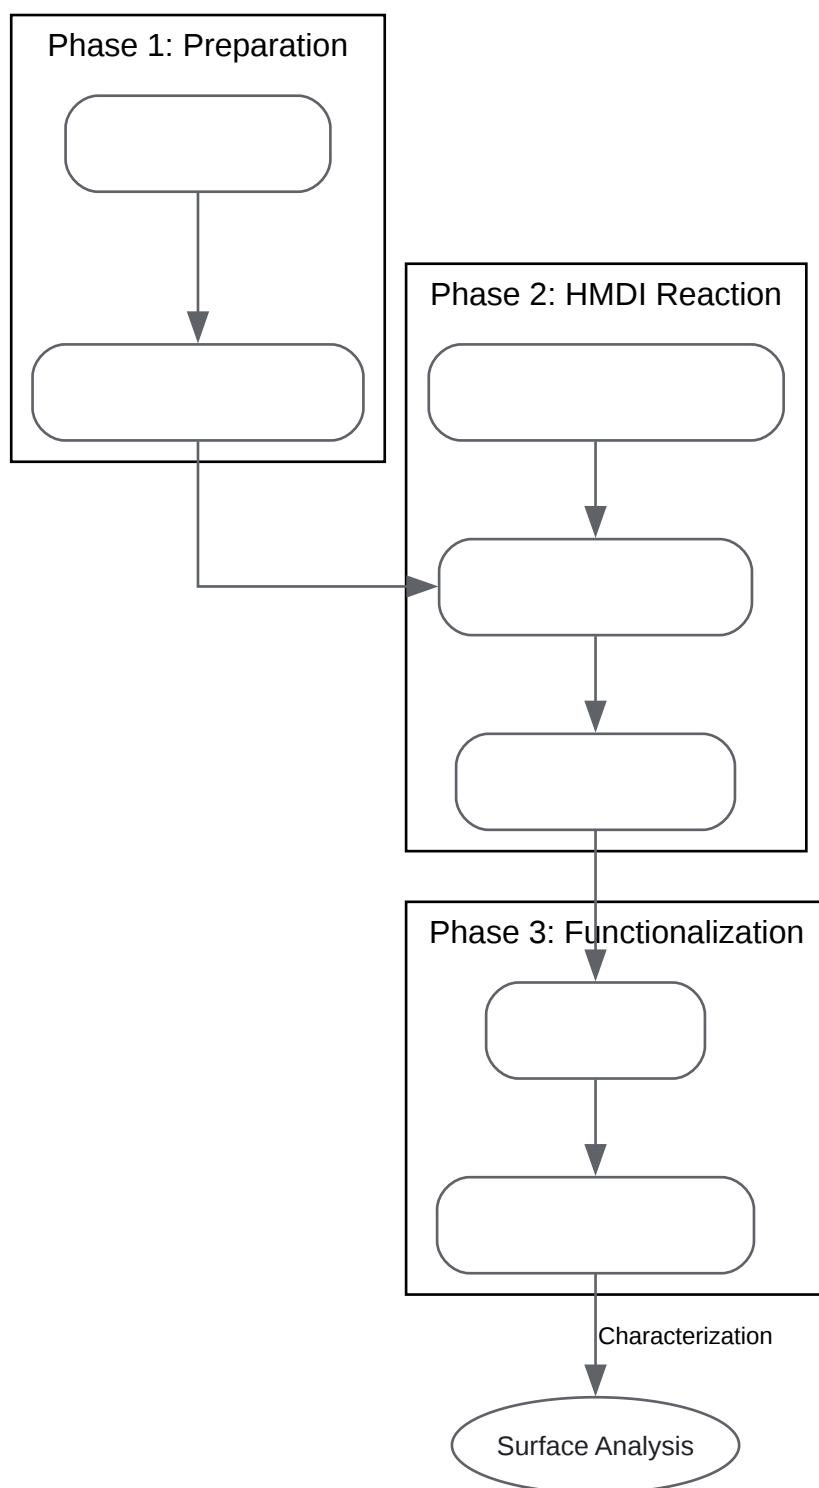 Phase 1: Preparation
Phase 2: HMDI Reaction
Phase 3: Functionalization
Characterization
Surface Analysis